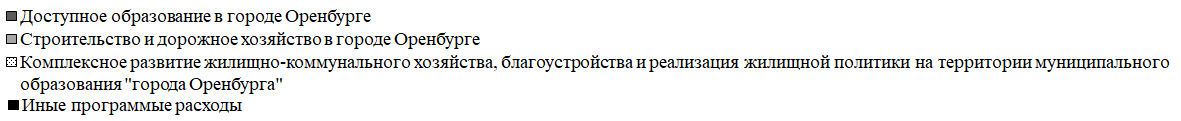 Доступное образование в городе Оренбурге
Строительство и дорожное хозяйство в городе Оренбурге
Комплексное развитие жилищно-коммунального хозяйства, благоустройства и реализация жилищной политики на территории муниципального
образования "города Оренбурга"
Иные программые расходы